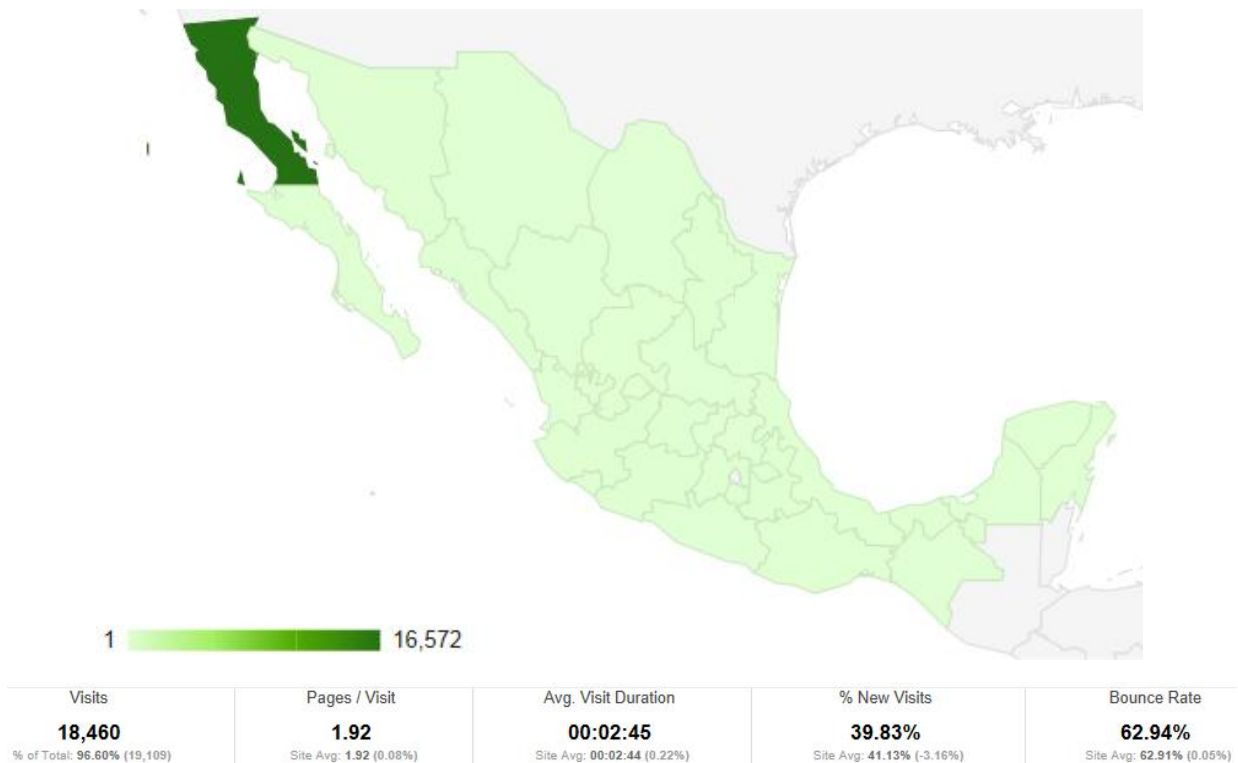 1 16,572
Visits Pages / Visit Avg. Visit Duration % New Visits Bounce Rate
18,460 1.92 00:02:45 39.83% 62.94%
% of Total: 96.60% (19,109) Site Avg: 1.92 (0.08%) Site Avg: 00:02:44 (0.22%) Site Avg: 41.13% (-3.16%) Site Avg: 62.91% (0.05%)